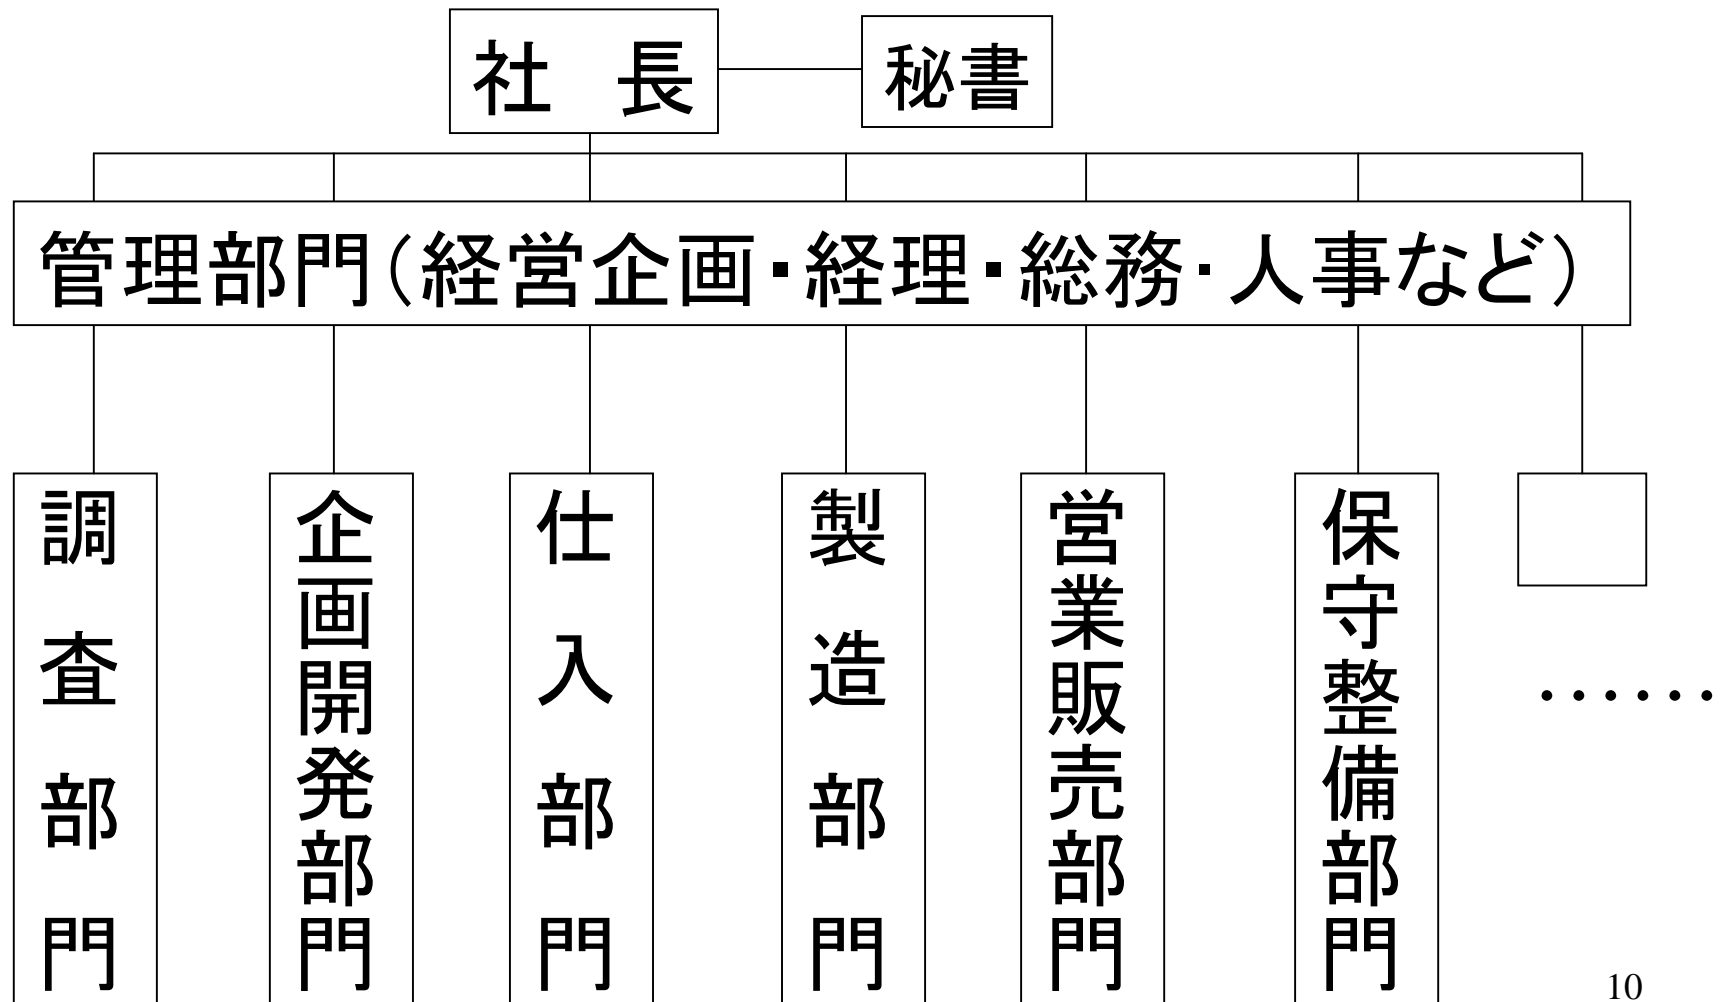 社　長
秘書
管理部門（経営企画・経理・総務・人事など）
調査部門
企画開発部門
仕入部門
製造部門
営業販売部門
保守整備部門
・・・・・・
10